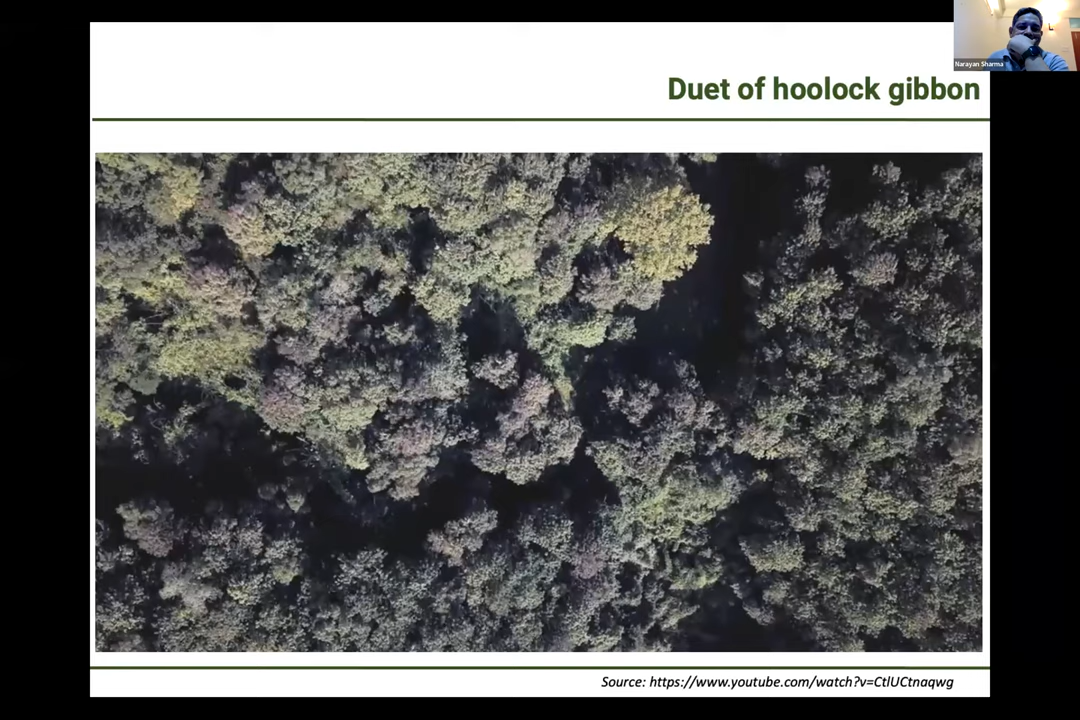 Narayan Sharma
Duet of hoolock gibbon
Source: https://www.youtube.com/watch?v=CtlUCtnaqwg